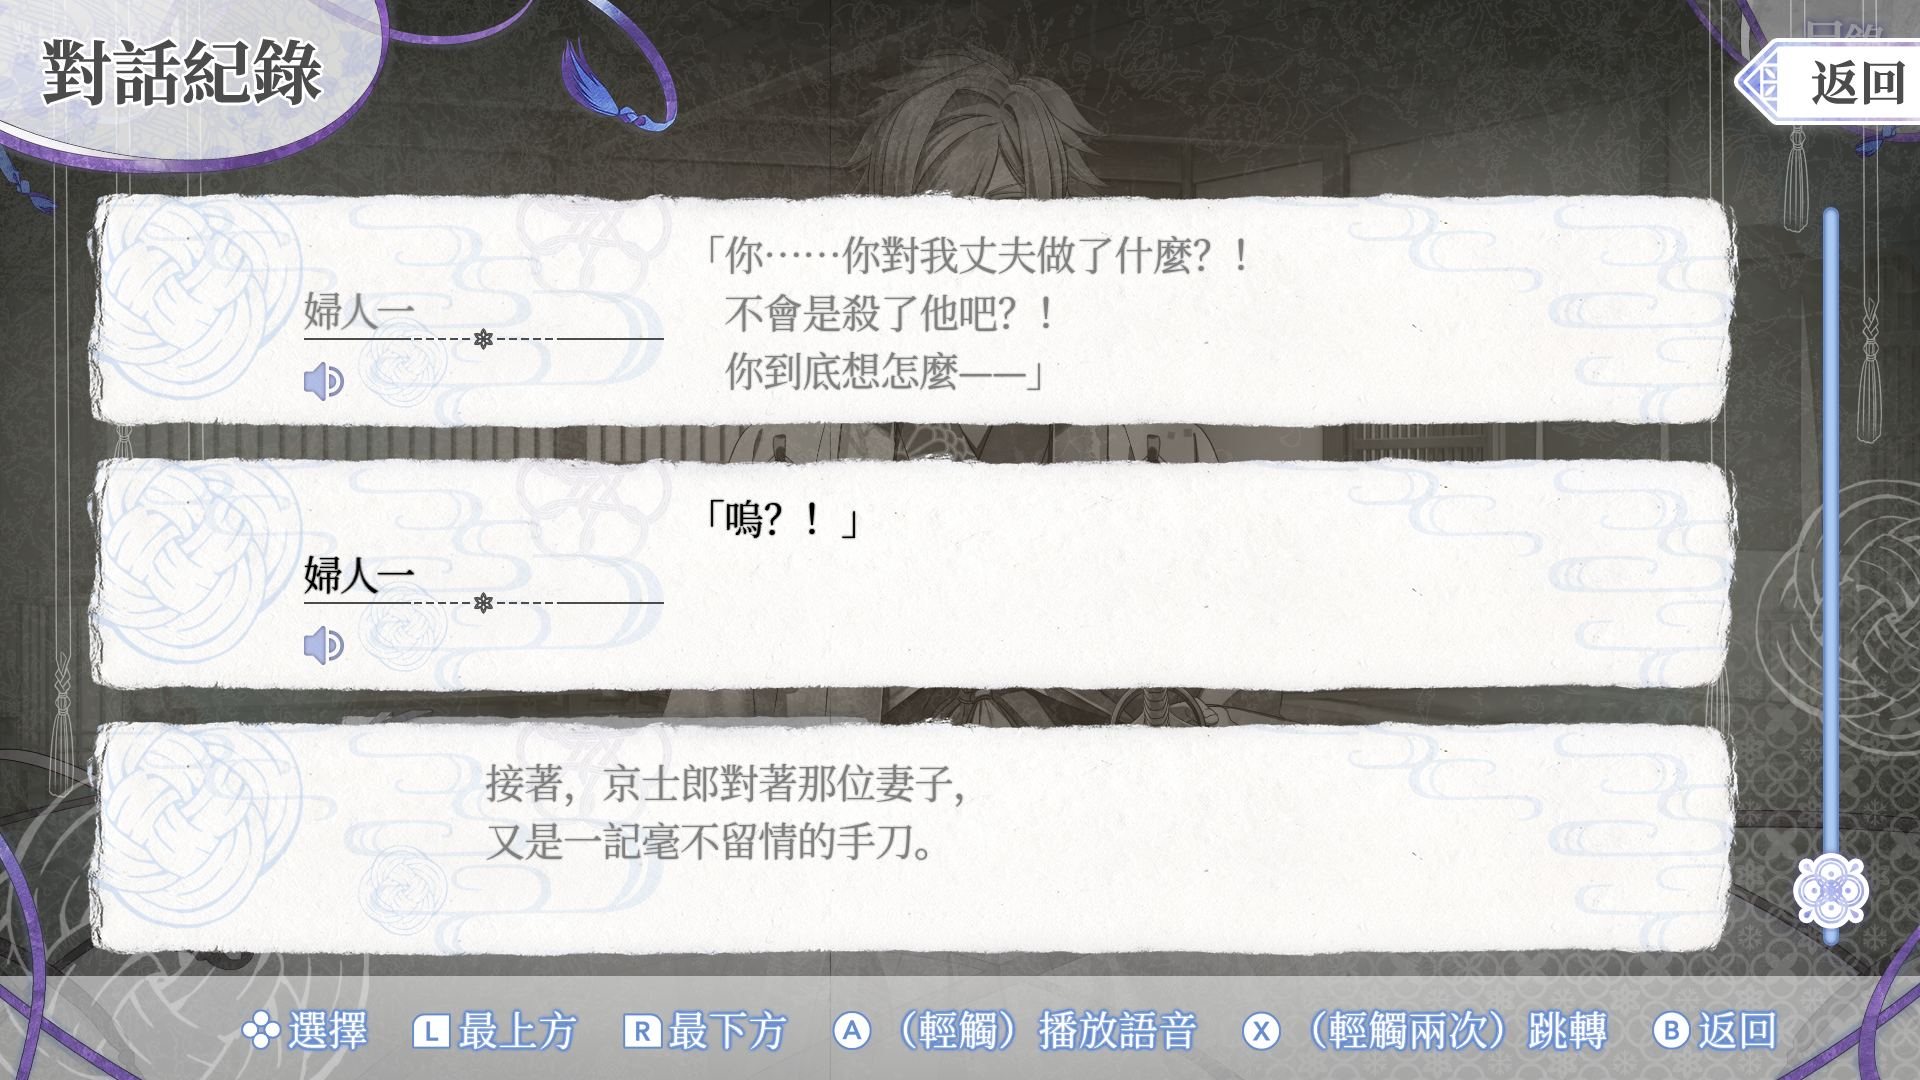 對話紀錄
返回
婦人一
「你……你對我丈夫做了什麼？！
不會是殺了他吧？！
你到底想怎麼——」
婦人一
「嗚？！」
接著，京士郎對著那位妻子，
又是一記毫不留情的手刀。
選擇
L 最上方
R 最下方
A （輕觸）播放語音
X （輕觸兩次）跳轉
B 返回